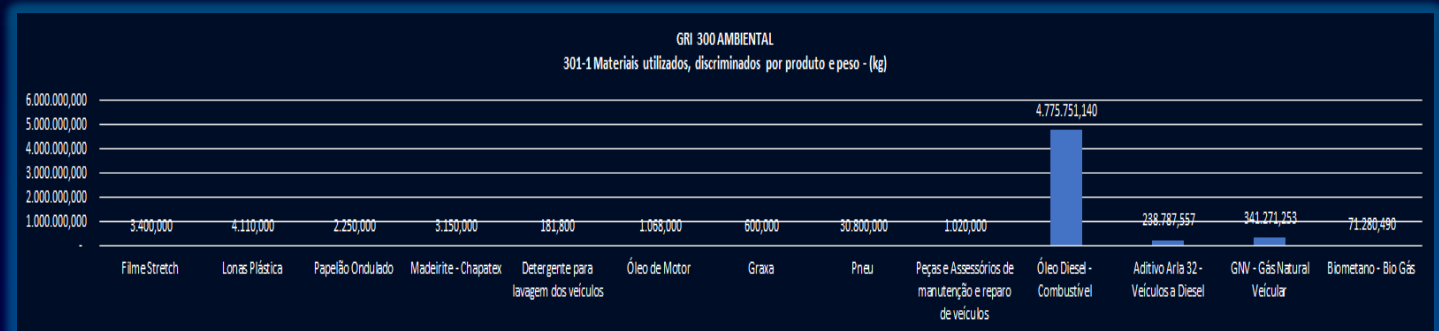 GRI 300 AMBIENTAL
301-1 Materiais utilizados, discriminados por produto e peso - (kg)
6.000.000,000
5.000.000,000
4.000.000,000
3.000.000,000
2.000.000,000
1.000.000,000
-
3.400,000
4.110,000
2.250,000
3.150,000
181,800
1.068,000
600,000
30.800,000
1.020,000
4.775.751,140
238.787,557
341.271,253
71.280,490
Filme Stretch
Lonas Plástica
Papelão Ondulado
Madeirite - Chapatex
Detergente para
lavagem dos veículos
Óleo de Motor
Graxa
Pneu
Peças e Assessórios de
manutenção e reparo
de veículos
Óleo Diesel -
Combustível
Aditivo Arla 32 -
Veículos a Diesel
GNV - Gás Natural
Veícular
Biometano - Bio Gás